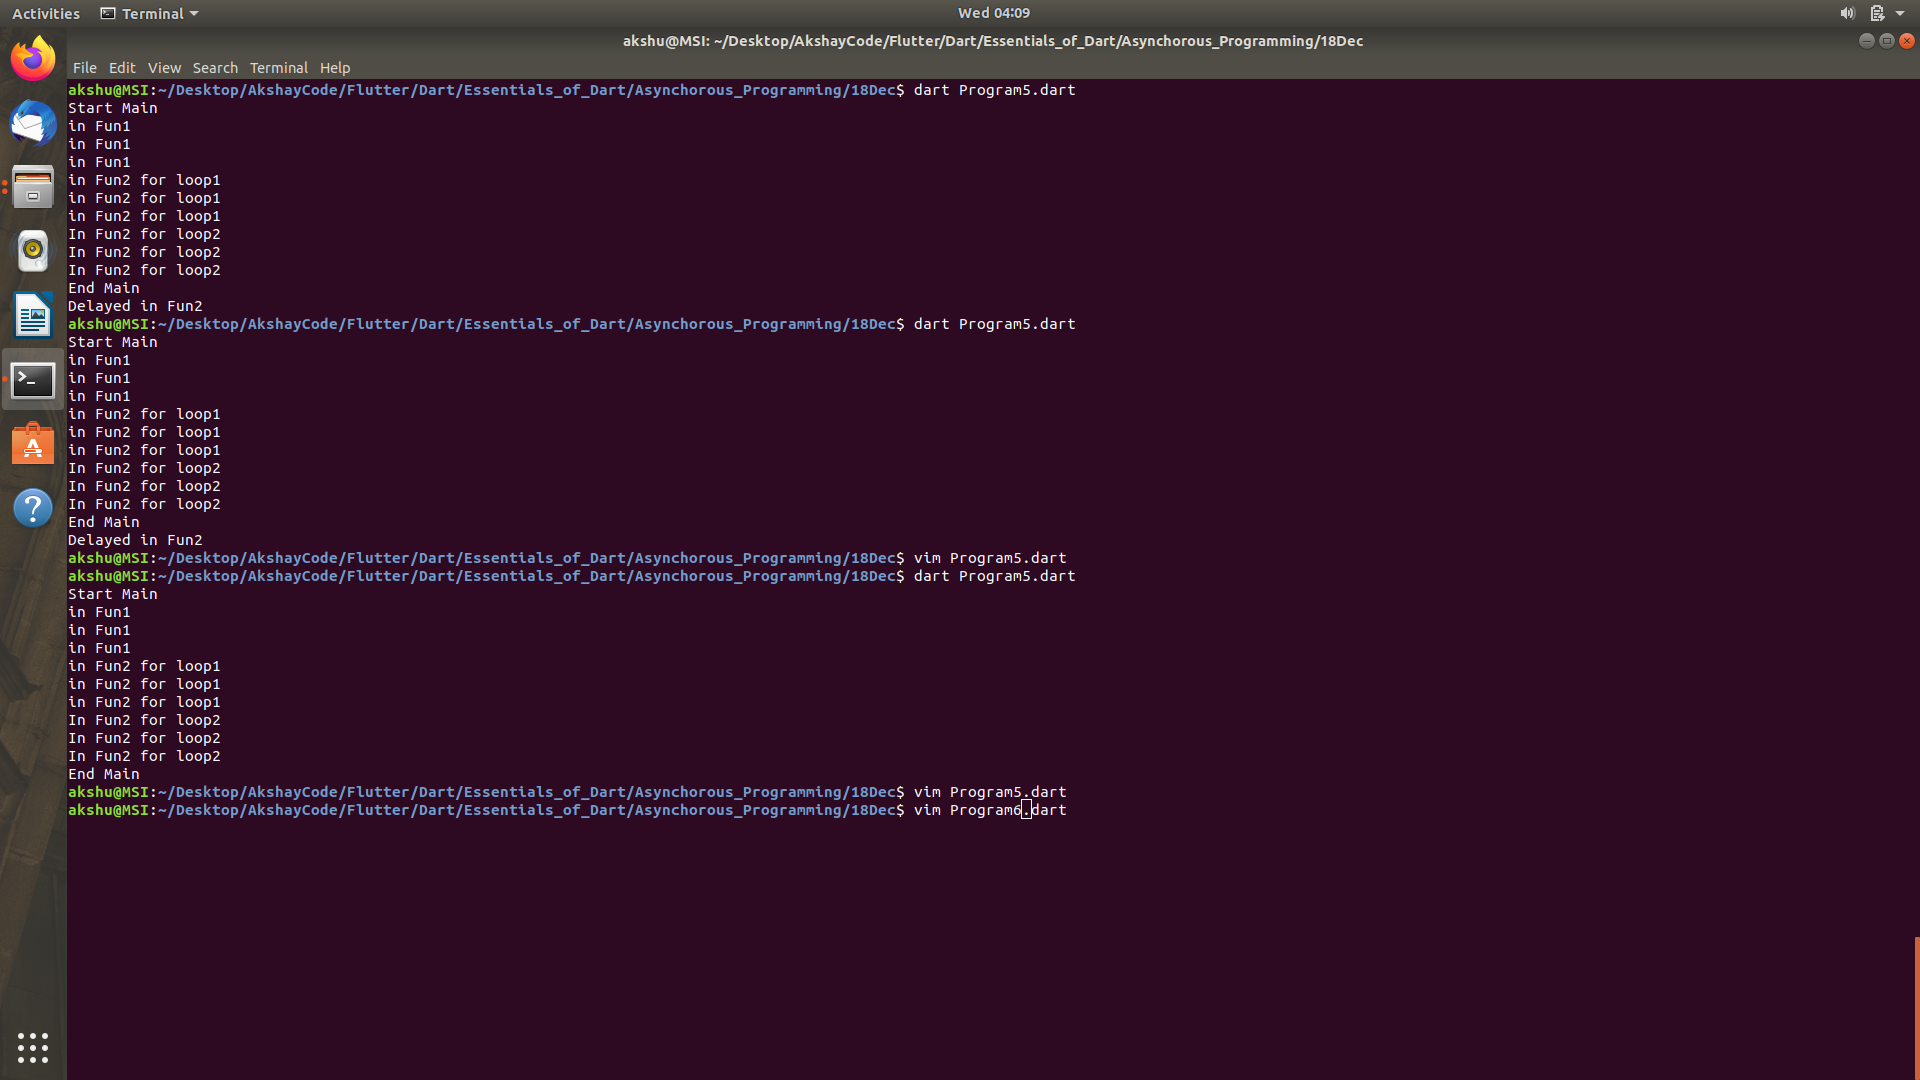 Activities Terminal Wed 04:09
akshu@MSI: ~/Desktop/AkshayCode/Flutter/Dart/Essentials_of_Dart/Asynchorous_Programming/18Dec
File Edit View Search Terminal Help
akshu@MSI:~/Desktop/AkshayCode/Flutter/Dart/Essentials_of_Dart/Asynchorous_Programming/18Dec$ dart Program5.dart
Start Main
in Fun1
in Fun1
in Fun1
in Fun2 for loop1
in Fun2 for loop1
in Fun2 for loop1
In Fun2 for loop2
In Fun2 for loop2
In Fun2 for loop2
End Main
Delayed in Fun2
akshu@MSI:~/Desktop/AkshayCode/Flutter/Dart/Essentials_of_Dart/Asynchorous_Programming/18Dec$ dart Program5.dart
Start Main
in Fun1
in Fun1
in Fun1
in Fun2 for loop1
in Fun2 for loop1
in Fun2 for loop1
In Fun2 for loop2
In Fun2 for loop2
In Fun2 for loop2
End Main
Delayed in Fun2
akshu@MSI:~/Desktop/AkshayCode/Flutter/Dart/Essentials_of_Dart/Asynchorous_Programming/18Dec$ vim Program5.dart
akshu@MSI:~/Desktop/AkshayCode/Flutter/Dart/Essentials_of_Dart/Asynchorous_Programming/18Dec$ dart Program5.dart
Start Main
in Fun1
in Fun1
in Fun1
in Fun2 for loop1
in Fun2 for loop1
in Fun2 for loop1
In Fun2 for loop2
In Fun2 for loop2
In Fun2 for loop2
End Main
akshu@MSI:~/Desktop/AkshayCode/Flutter/Dart/Essentials_of_Dart/Asynchorous_Programming/18Dec$ vim Program5.dart
akshu@MSI:~/Desktop/AkshayCode/Flutter/Dart/Essentials_of_Dart/Asynchorous_Programming/18Dec$ vim Program6.dart